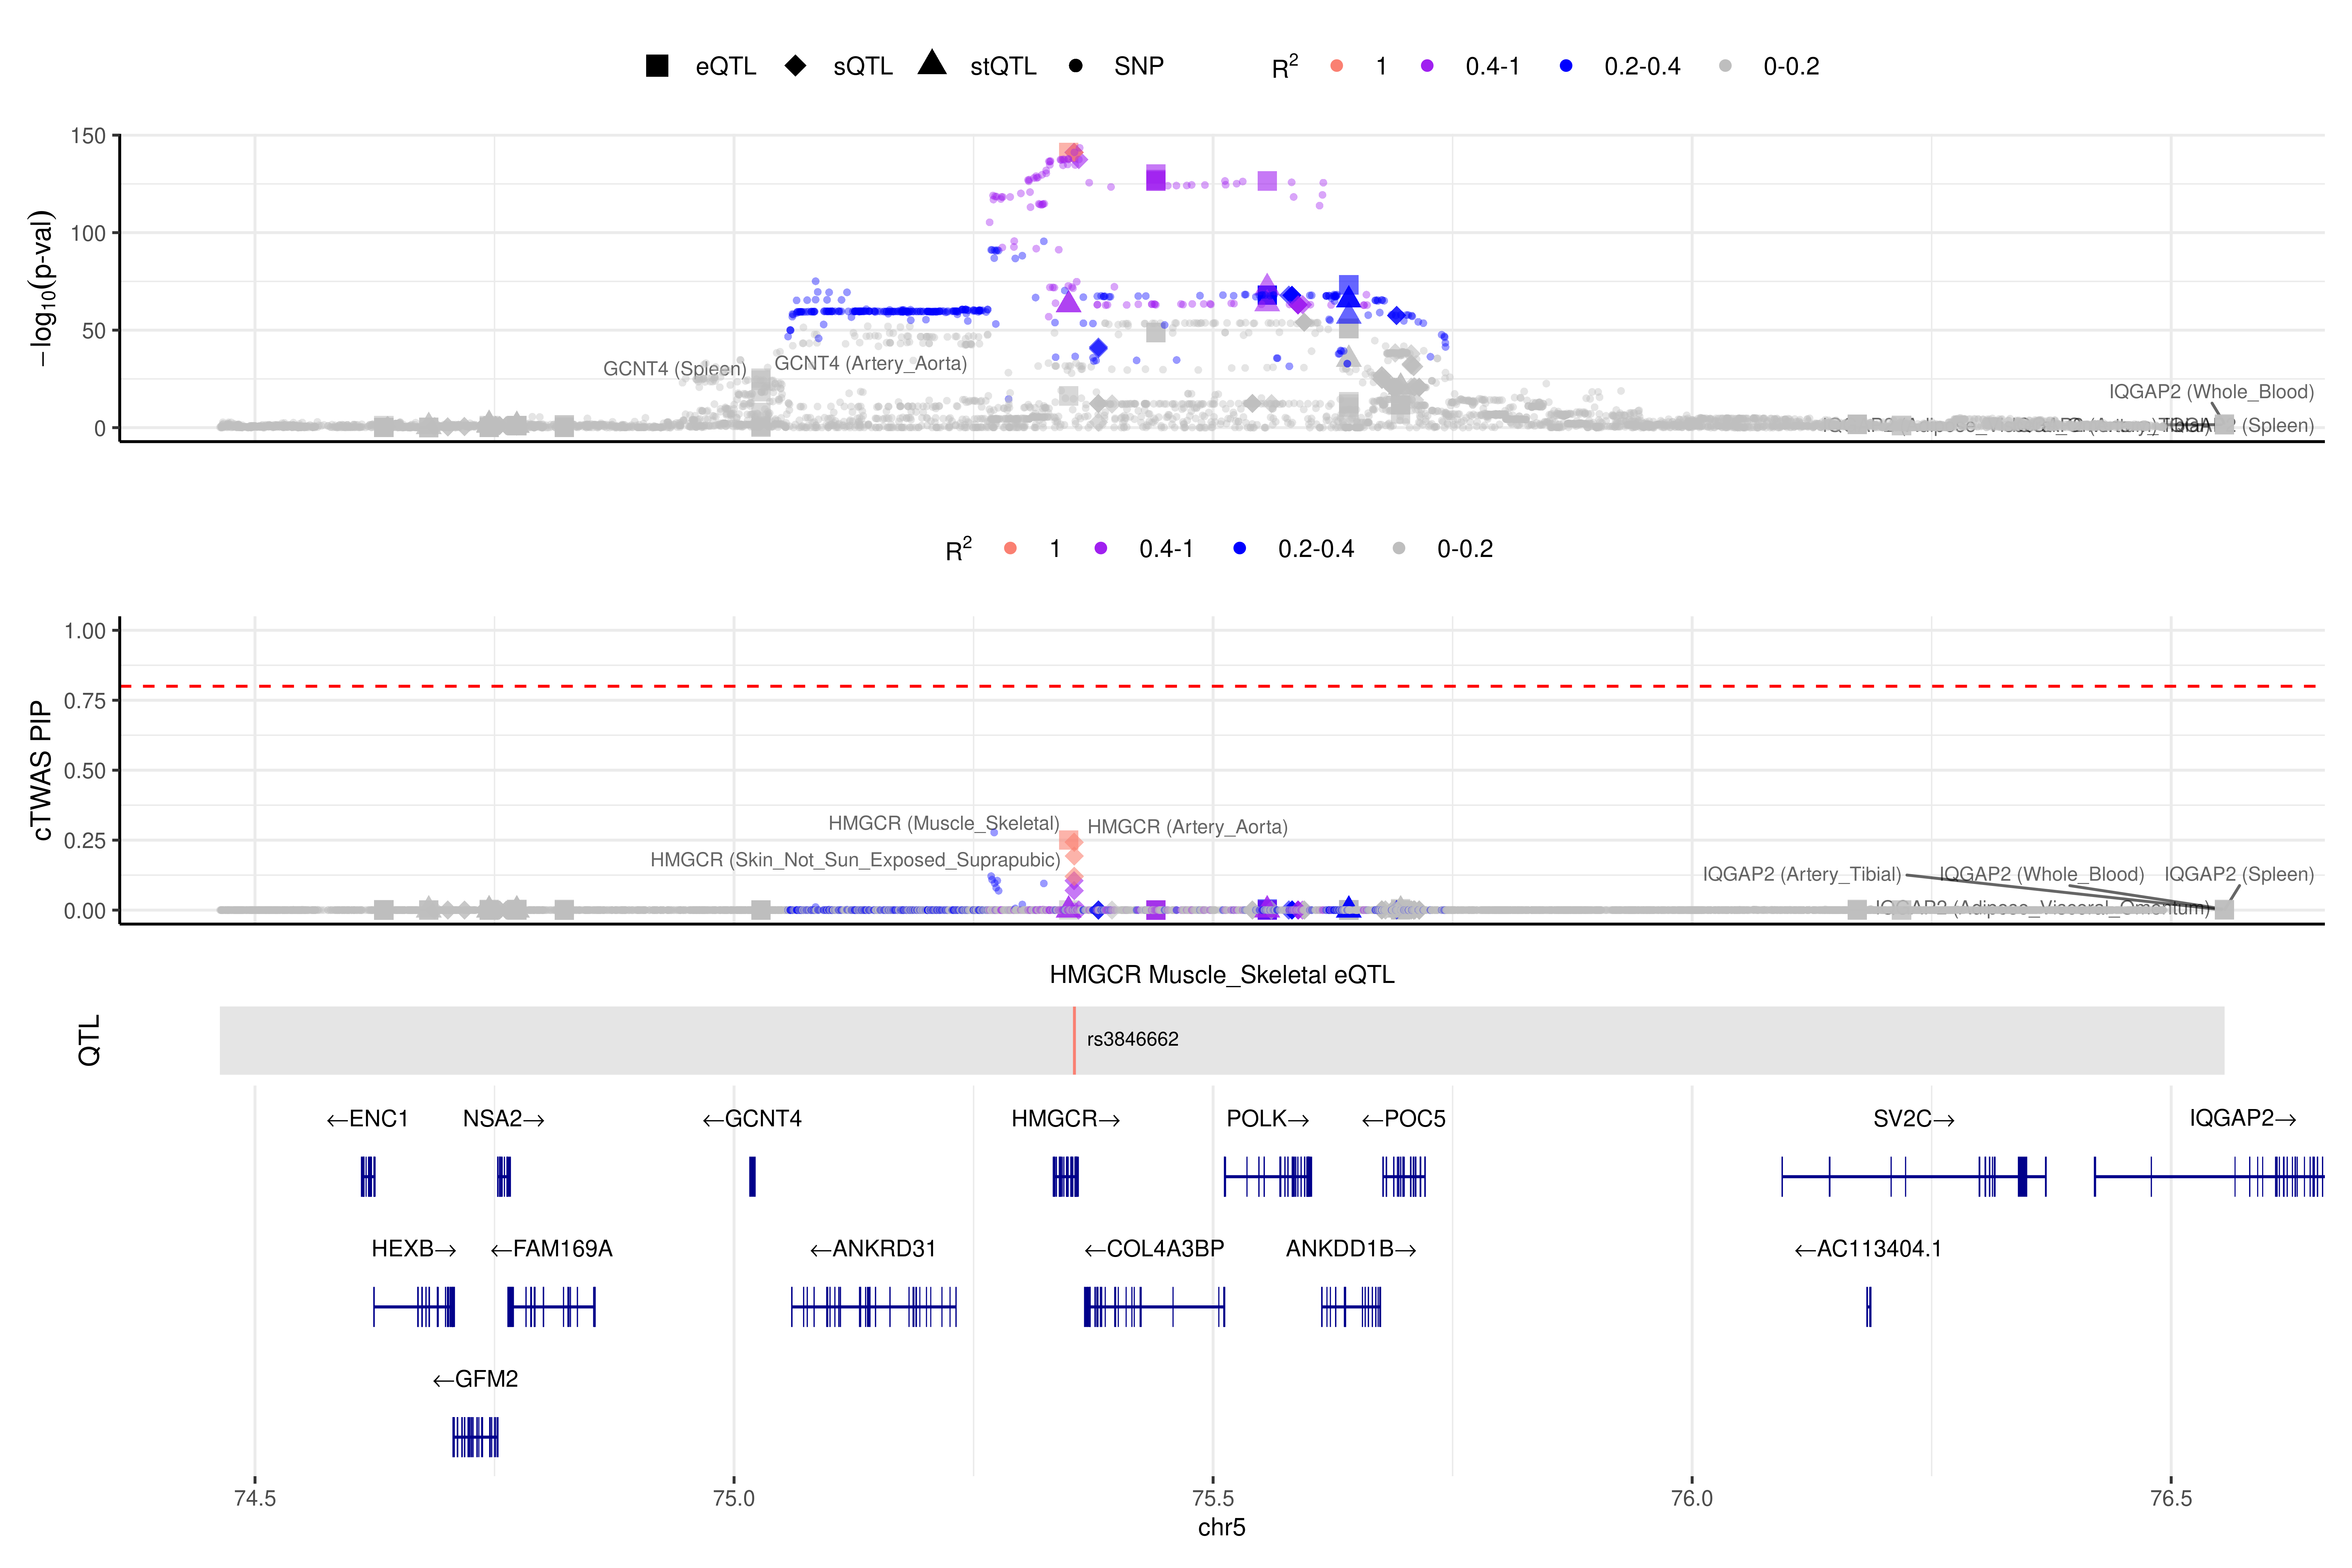 eQTL sQTL stQTL SNP R2 1 0.4-1 0.2-0.4 0-0.2
−log10(p-val)
150
100
50
0
GCNT4 (Spleen)
GCNT4 (Artery_Aorta)
IQGAP2 (Whole_Blood)
IQGAP2 (Spleen)
R2 1 0.4-1 0.2-0.4 0-0.2
cTWAS PIP
1.00
0.75
0.50
0.25
0.00
HMGCR (Muscle_Skeletal)
HMGCR (Artery_Aorta)
HMGCR (Skin_Not_Sun_Exposed_Suprapubic)
IQGAP2 (Artery_Tibial)
IQGAP2 (Whole_Blood)
IQGAP2 (Spleen)
IQGAP2 (Adipose_Visceral_Omentum)
HMGCR Muscle_Skeletal eQTL
QTL
rs3846662
←ENC1 NSA2→ ←GCNT4 HMGCR→ POLK→ ←POC5 SV2C→ IQGAP2→
HEXB→ ←FAM169A ←ANKRD31 ←COL4A3BP ANKDD1B→ ←AC113404.1
←GFM2
74.5 75.0 75.5 76.0 76.5
chr5